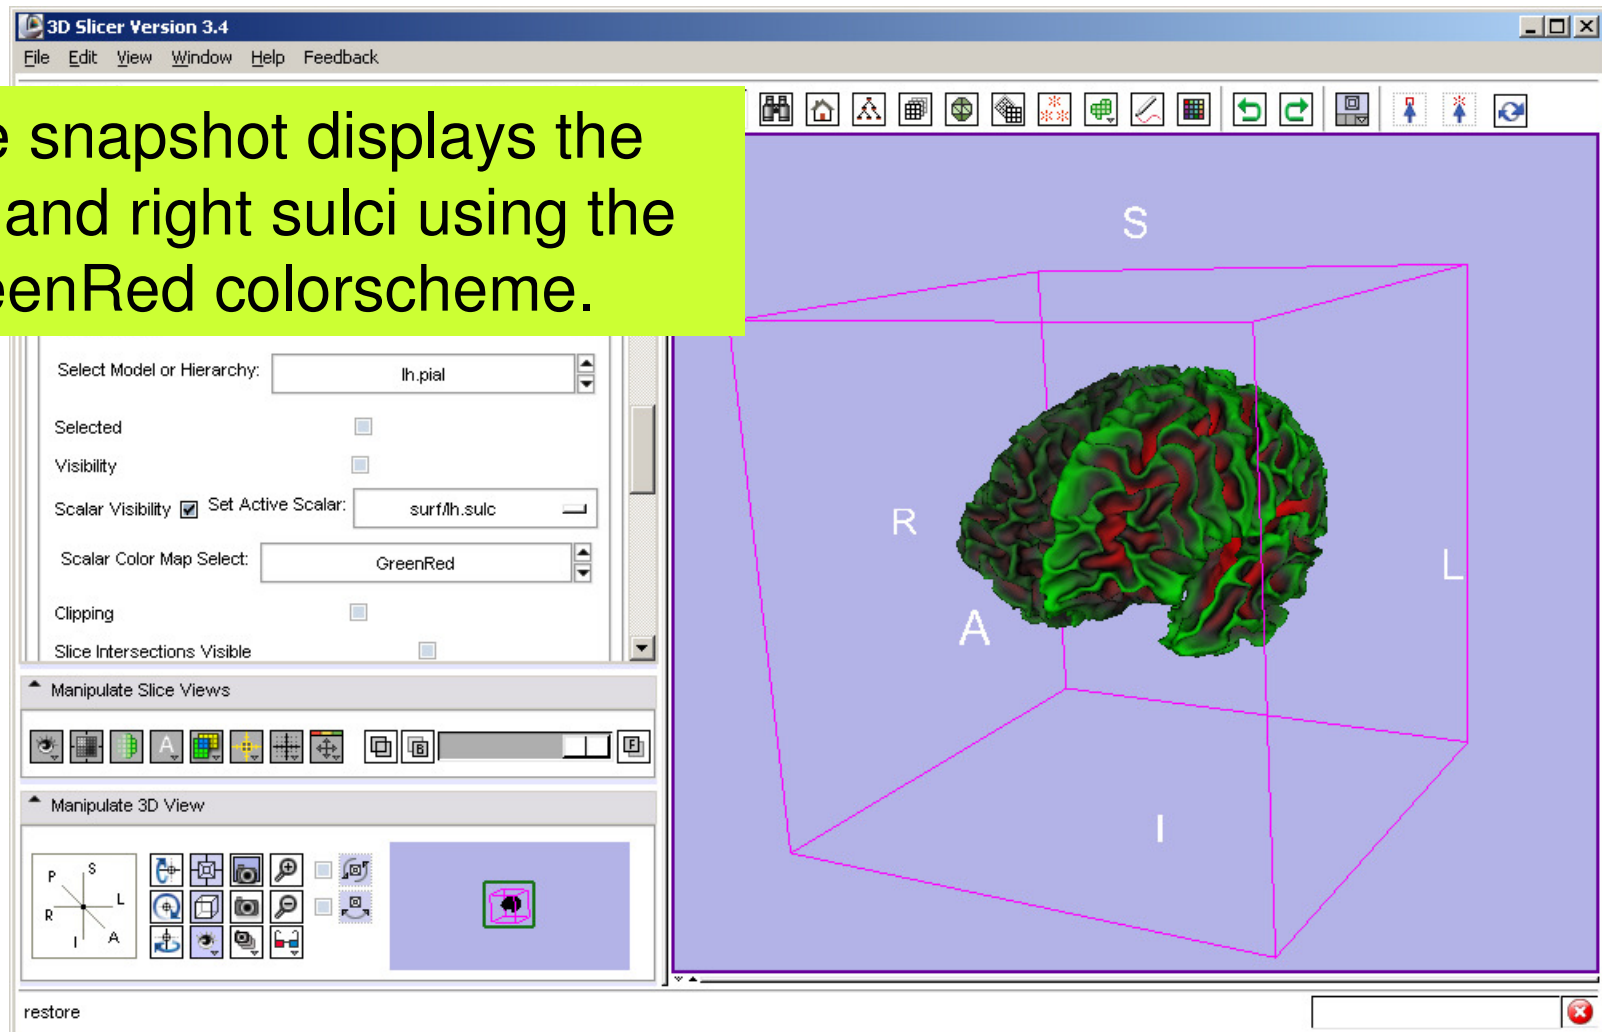 3D Slicer Version 3.4
File Edit View Window Help Feedback
snapshot displays the
and right sulci using the
eenRed colorscheme.
Select Model or Hierarchy: lh.pial
Selected
Visibility
Scalar Visibility Set Active Scalar: surf/lh.sulc
Scalar Color Map Select: GreenRed
Clipping
Slice Intersections Visible
Manipulate Slice Views
A B F
Manipulate 3D View
P S
R L
I A
restore
S
R
L
A
I